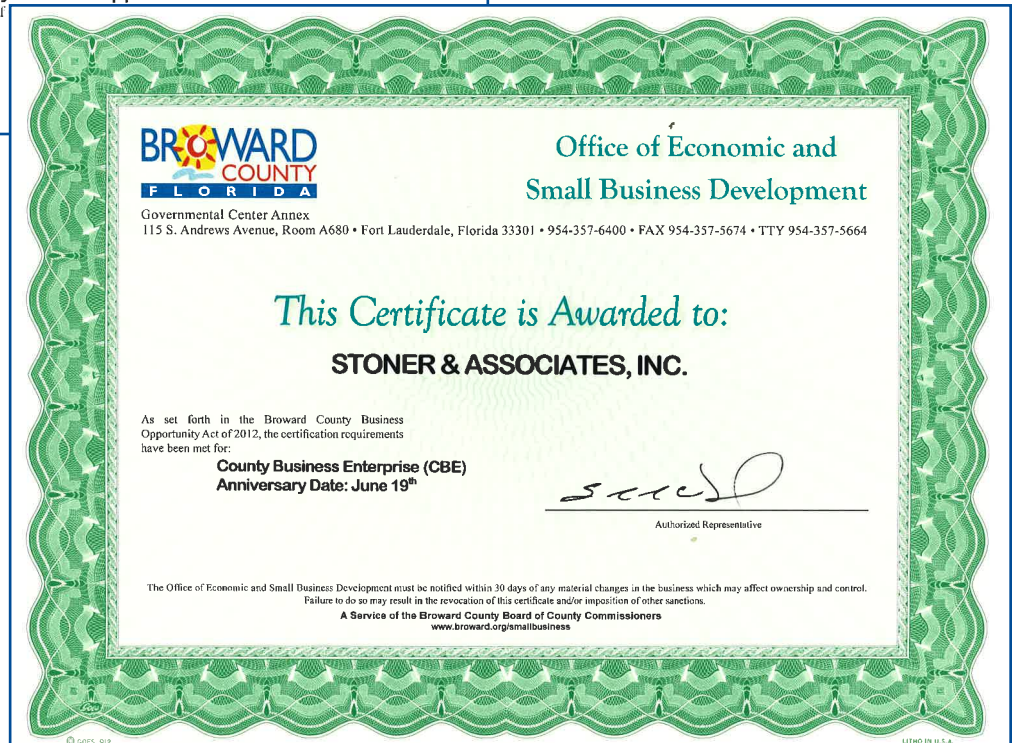 BROWARD
COUNTY
FLORIDA
Office of Economic and
Small Business Development
Governmental Center Annex
115 S. Andrews Avenue, Room A680 • Fort Lauderdale, Florida 33301 • 954-357-6400 • FAX 954-357-5674 • TTY 954-357-5664
This Certificate is Awarded to:
STONER & ASSOCIATES, INC.
As set forth in the Broward County Business
Opportunity Act of 2012, the certification requirements
have been met for:
County Business Enterprise (CBE)
Anniversary Date: June 19th
Authorized Representative
The Office of Economic and Small Business Development must be notified within 30 days of any material changes in the business which may affect ownership and control.
Failure to do so may result in the revocation of this certificate and/or imposition of other sanctions.
A Service of the Broward County Board of County Commissioners
www.broward.org/smallbusiness
LITHO IN U.S.A.